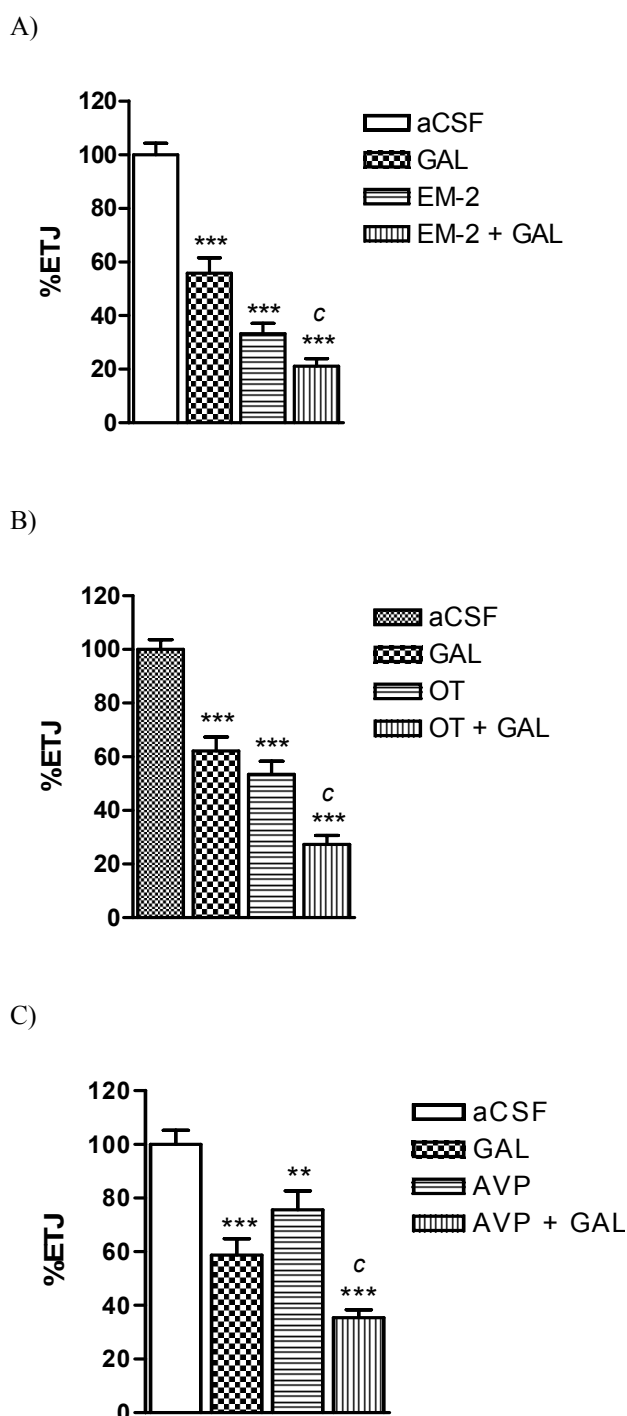 A)
120
100
80
60
40
20
0
%ETJ
***
***
c
***
aCSF
GAL
EM-2
EM-2 + GAL
B)
120
100
80
60
40
20
0
%ETJ
***
***
c
***
aCSF
GAL
OT
OT + GAL
C)
120
100
80
60
40
20
0
%ETJ
***
**
c
***
aCSF
GAL
AVP
AVP + GAL